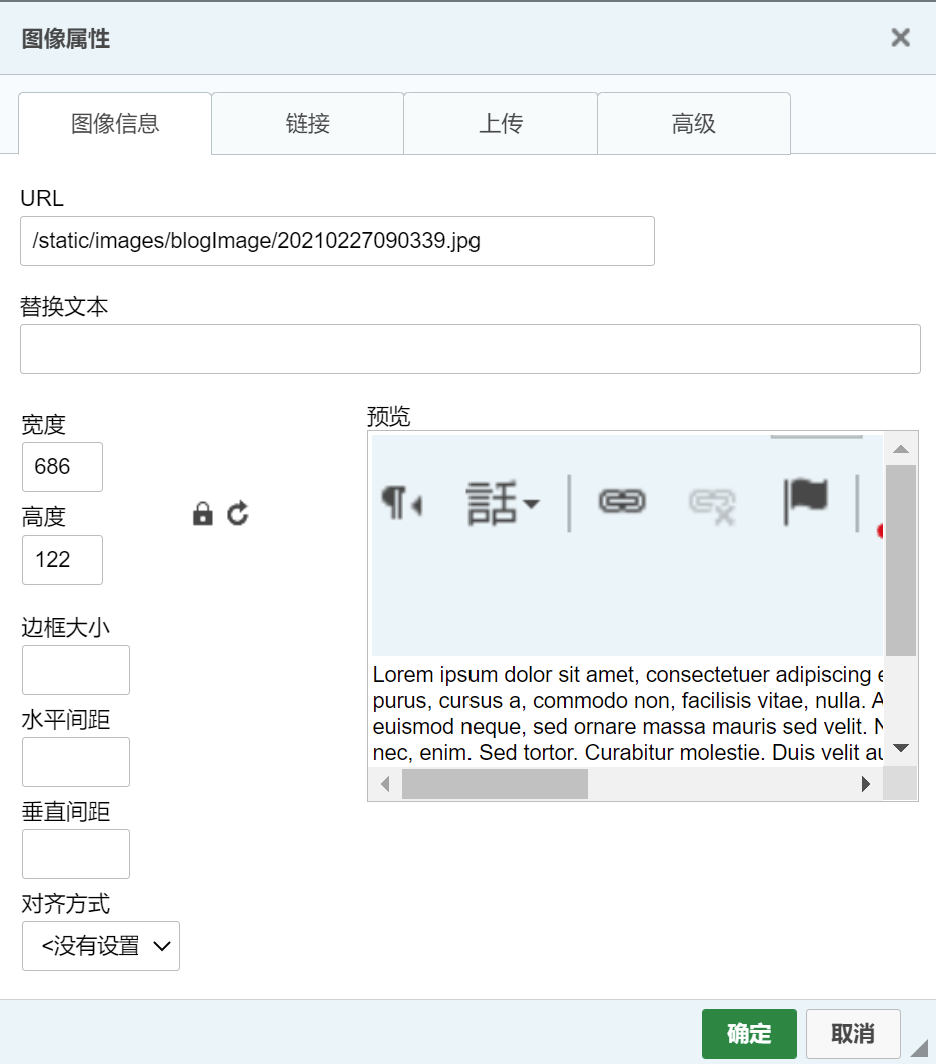 图像属性
图像信息
链接
上传
高级
URL
/static/images/blogImage/20210227090339.jpg
替换文本
宽度
686
高度
122
边框大小
水平间距
垂直间距
对齐方式
<没有设置
预览
話
Lorem ipsum dolor sit amet, consectetuer adipiscing
purus, cursus a, commodo non, facilisis vitae, nulla. A
euismod neque, sed ornare massa mauris sed velit. N
nec, enim. Sed tortor. Curabitur molestie. Duis velit au
确定
取消